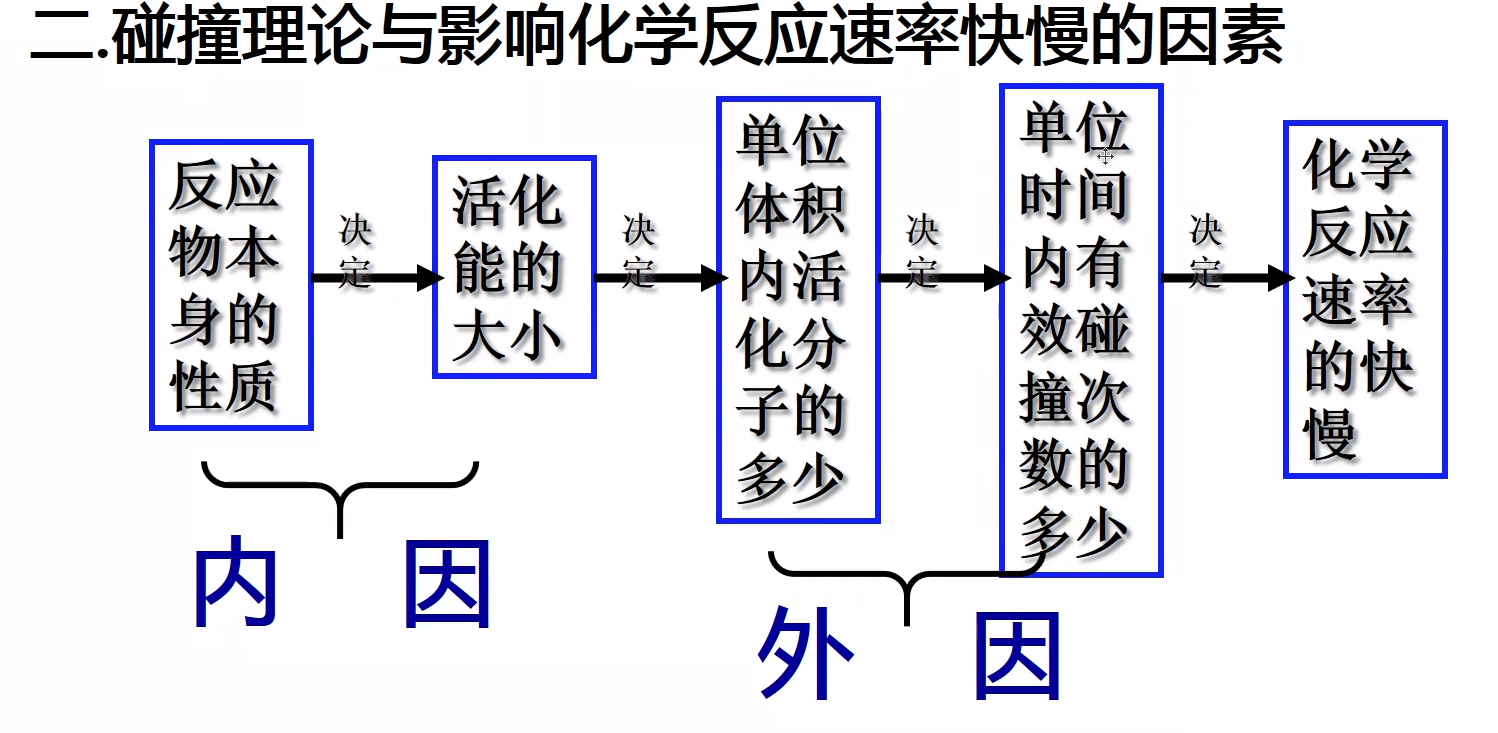 二.碰撞理论与影响化学反应速率快慢的因素
反应
物本
身的
性质
决
定
活化
能的
大小
决
定
单位
体积
内活
化分
子的
多少
决
定
单位
时间
内有
效碰
撞次
数的
多少
决
定
化学
反应
速率
的快
慢
内 因
外 因